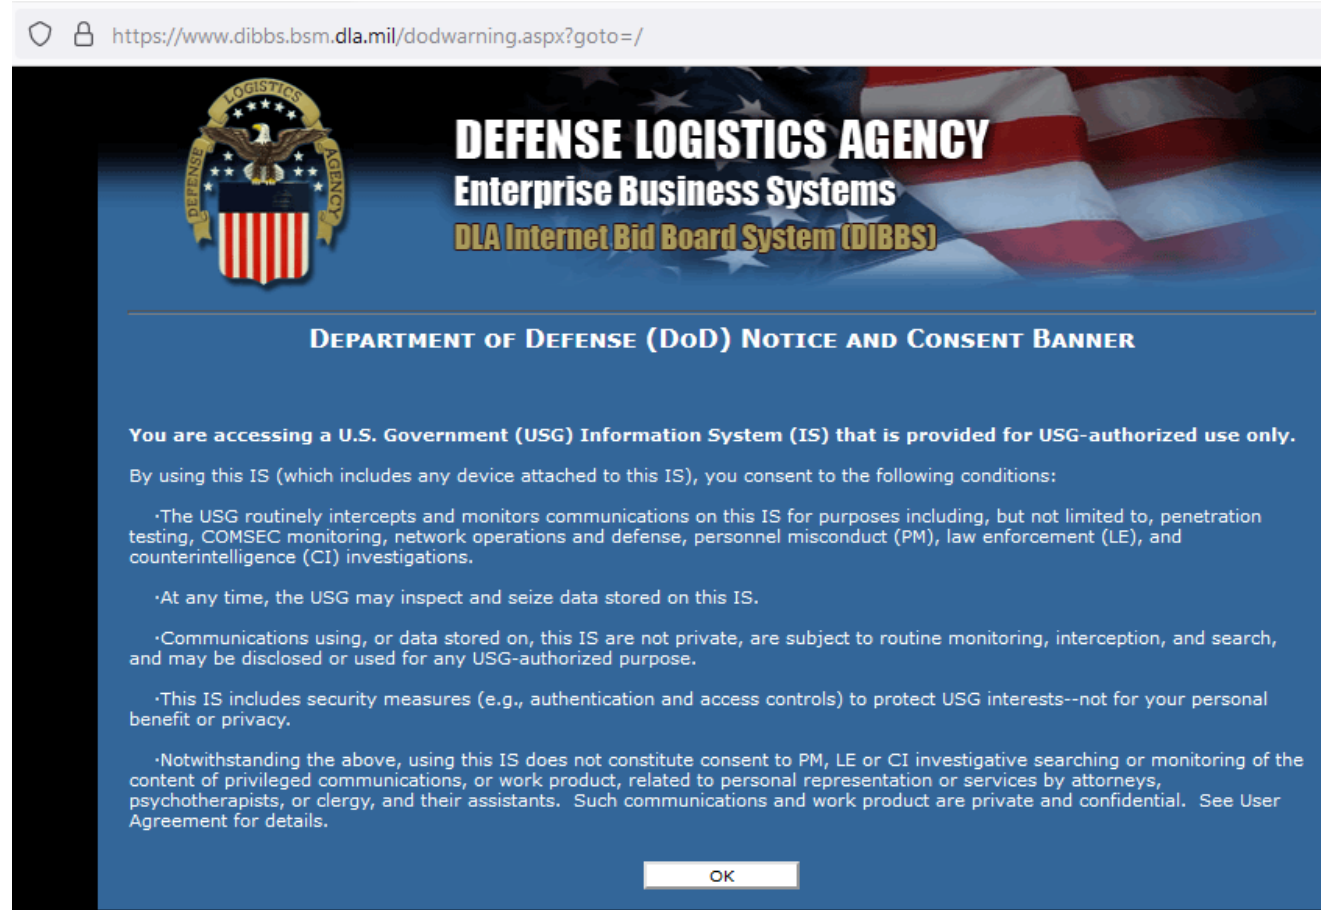 https://www.dibbs.bsm.dla.mil/dodwarning.aspx?goto=/
LOGISTICS
DEFENSE
AGENCY
DEFENSE LOGISTICS AGENCY
Enterprise Business Systems
DLA Internet Bid Board System (DIBBS)
DEPARTMENT OF DEFENSE (DOD) NOTICE AND CONSENT BANNER
You are accessing a U.S. Government (USG) Information System (IS) that is provided for USG-authorized use only.
By using this IS (which includes any device attached to this IS), you consent to the following conditions:
·The USG routinely intercepts and monitors communications on this IS for purposes including, but not limited to, penetration
testing, COMSEC monitoring, network operations and defense, personnel misconduct (PM), law enforcement (LE), and
counterintelligence (CI) investigations.
·At any time, the USG may inspect and seize data stored on this IS.
·Communications using, or data stored on, this IS are not private, are subject to routine monitoring, interception, and search,
and may be disclosed or used for any USG-authorized purpose.
·This IS includes security measures (e.g., authentication and access controls) to protect USG interests--not for your personal
benefit or privacy.
·Notwithstanding the above, using this IS does not constitute consent to PM, LE or CI investigative searching or monitoring of the
content of privileged communications, or work product, related to personal representation or services by attorneys,
psychotherapists, or clergy, and their assistants.  Such communications and work product are private and confidential.  See User
Agreement for details.
OK